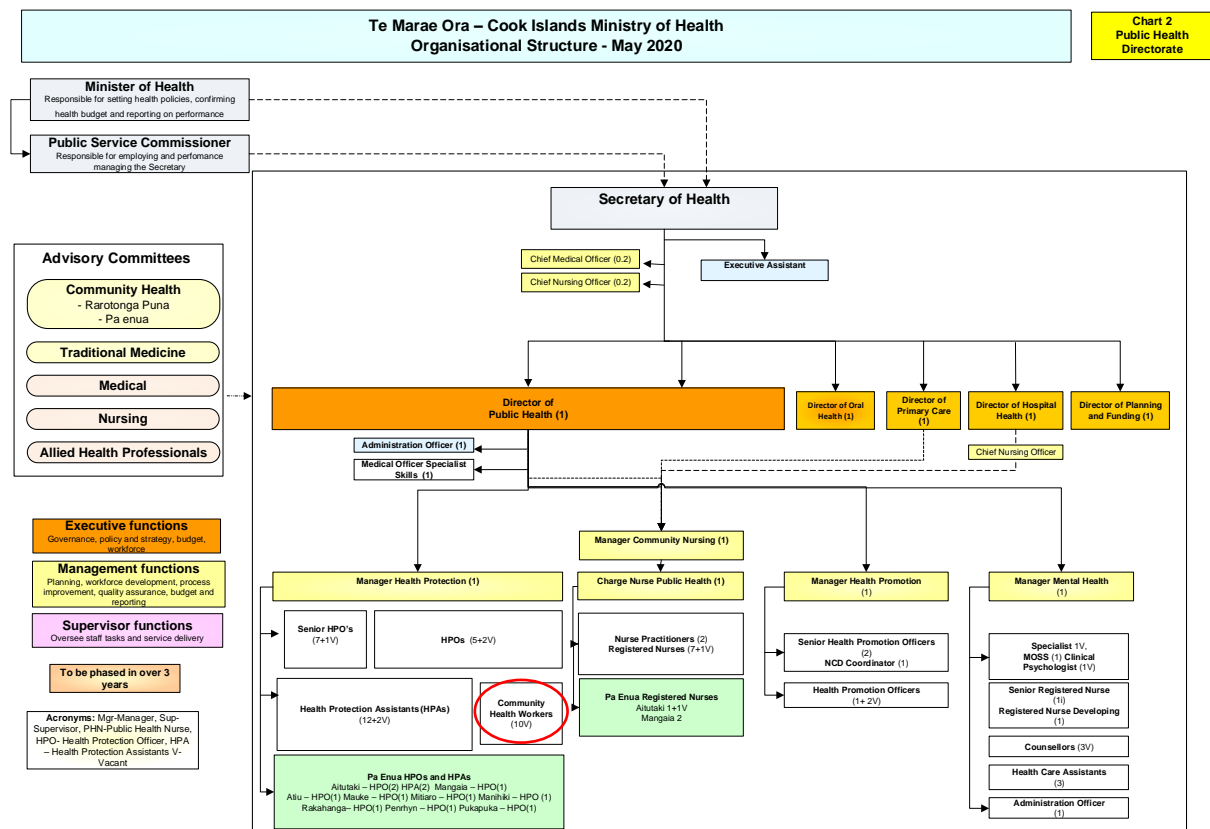 Te Marae Ora – Cook Islands Ministry of Health
Organisational Structure - May 2020
Chart 2
Public Health
Directorate
Minister of Health
Responsible for setting health policies, confirming
health budget and reporting on performance
Public Service Commissioner
Responsible for employing and perfomance
managing the Secretary
Secretary of Health
Chief Medical Officer (0.2)
Chief Nursing Officer (0.2)
Executive Assistant
Advisory Committees
Community Health
- Rarotonga Puna
- Pa enua
Traditional Medicine
Medical
Nursing
Allied Health Professionals
Director of
Public Health (1)
Director of Oral
Health (1)
Director of
Primary Care
(1)
Director of Hospital
Health (1)
Director of Planning
and Funding (1)
Administration Officer (1)
Medical Officer Specialist
Skills (1)
Chief Nursing Officer
Executive functions
Governance, policy and strategy, budget,
workforce
Management functions
Planning, workforce development, process
improvement, quality assurance, budget and
reporting
Supervisor functions
Oversee staff tasks and service delivery
To be phased in over 3
years
Acronyms: Mgr-Manager, Sup-
Supervisor, PHN-Public Health Nurse,
HPO- Health Protection Officer, HPA
– Health Protection Assistants V-
Vacant
Manager Community Nursing (1)
Manager Health Protection (1)
Charge Nurse Public Health (1)
Manager Health Promotion
(1)
Manager Mental Health
(1)
Senior HPO's
(7+1V)
HPOs (5+2V)
Health Protection Assistants (HPAs)
(12+2V)
Community
Health Workers
(10V)
Pa Enua HPOs and HPAs
Aitutaki – HPO(2) HPA(2) Mangaia – HPO(1)
Atiu – HPO(1) Mauke – HPO(1) Mitiaro – HPO(1) Manihiki – HPO (1)
Rakahanga– HPO(1) Penrhyn – HPO(1) Pukapuka – HPO(1)
Nurse Practitioners (2)
Registered Nurses (7+1V)
Pa Enua Registered Nurses
Aitutaki 1+1V
Mangaia 2
Senior Health Promotion Officers
(2)
NCD Coordinator (1)
Health Promotion Officers
(1+ 2V)
Specialist 1V,
MOSS (1) Clinical
Psychologist (1V)
Senior Registered Nurse
(1i)
Registered Nurse Developing
(1)
Counsellors (3V)
Health Care Assistants
(3)
Administration Officer
(1)